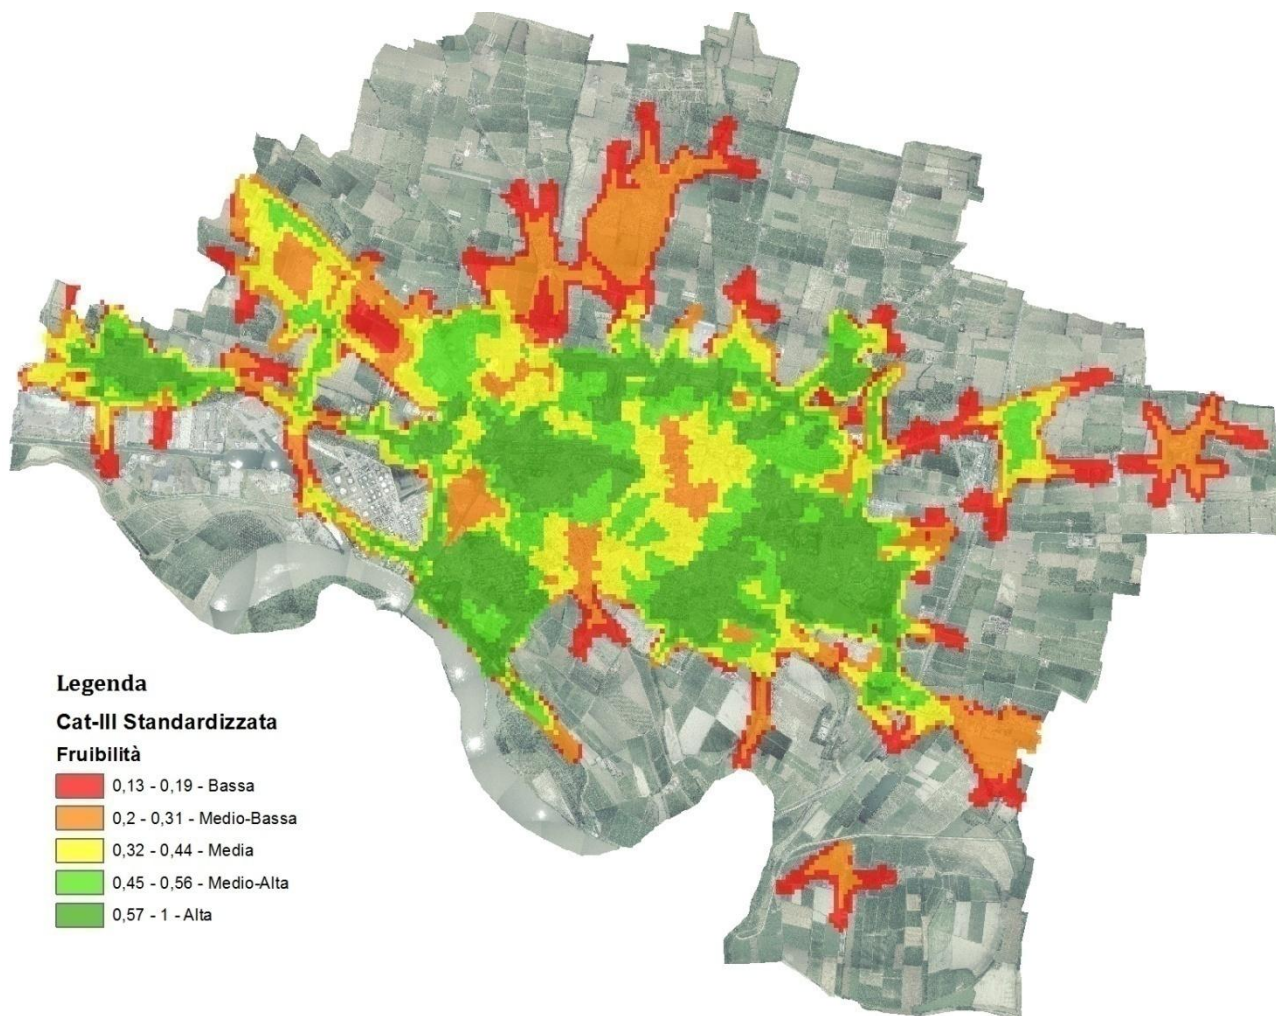 Legenda
Cat-III Standardizzata
Fruibilità
0,13 - 0,19 - Bassa
0,2 - 0,31 - Medio-Bassa
0,32 - 0,44 - Media
0,45 - 0,56 - Medio-Alta
0,57 - 1 - Alta